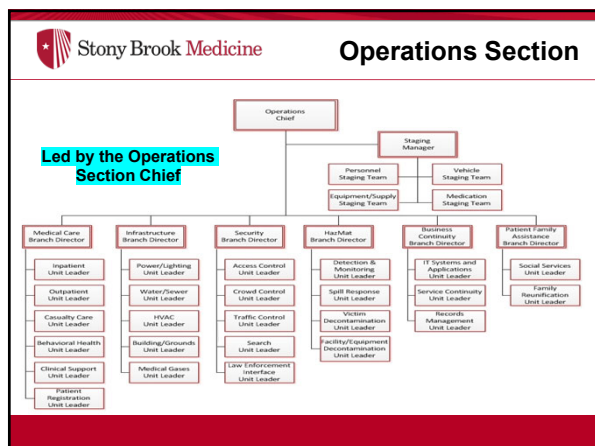 Stony Brook Medicine
Operations Section
Operations
Chief
Led by the Operations
Section Chief
Staging
Manager
Personnel
Staging Team
Vehicle
Staging Team
Equipment/Supply
Staging Team
Medication
Staging Team
Medical Care
Branch Director
Infrastructure
Branch Director
Security
Branch Director
HazMat
Branch Director
Business
Continuity
Branch Director
Patient Family
Assistance
Branch Director
Inpatient
Unit Leader
Outpatient
Unit Leader
Casualty Care
Unit Leader
Behavioral Health
Unit Leader
Clinical Support
Unit Leader
Patient
Registration
Unit Leader
Power/Lighting
Unit Leader
Water/Sewer
Unit Leader
HVAC
Unit Leader
Building/Grounds
Unit Leader
Medical Gases
Unit Leader
Access Control
Unit Leader
Crowd Control
Unit Leader
Traffic Control
Unit Leader
Search
Unit Leader
Law Enforcement
Interface
Unit Leader
Detection &
Monitoring
Unit Leader
Spill Response
Unit Leader
Victim
Decontamination
Unit Leader
Facility/Equipment
Decontamination
Unit Leader
IT Systems and
Applications
Unit Leader
Service Continuity
Unit Leader
Records
Management
Unit Leader
Social Services
Unit Leader
Family
Reunification
Unit Leader